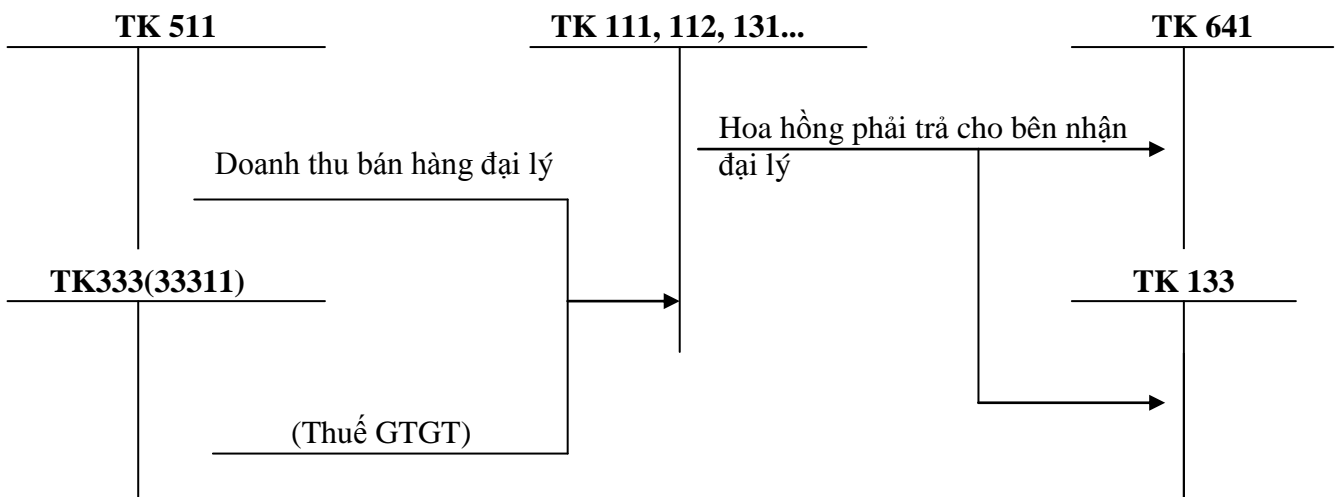 TK 511
TK 111, 112, 131...
TK 641
Hoa hồng phải trả cho bên nhận
đại lý
Doanh thu bán hàng đại lý
TK333(33311)
TK 133
(Thuế GTGT)